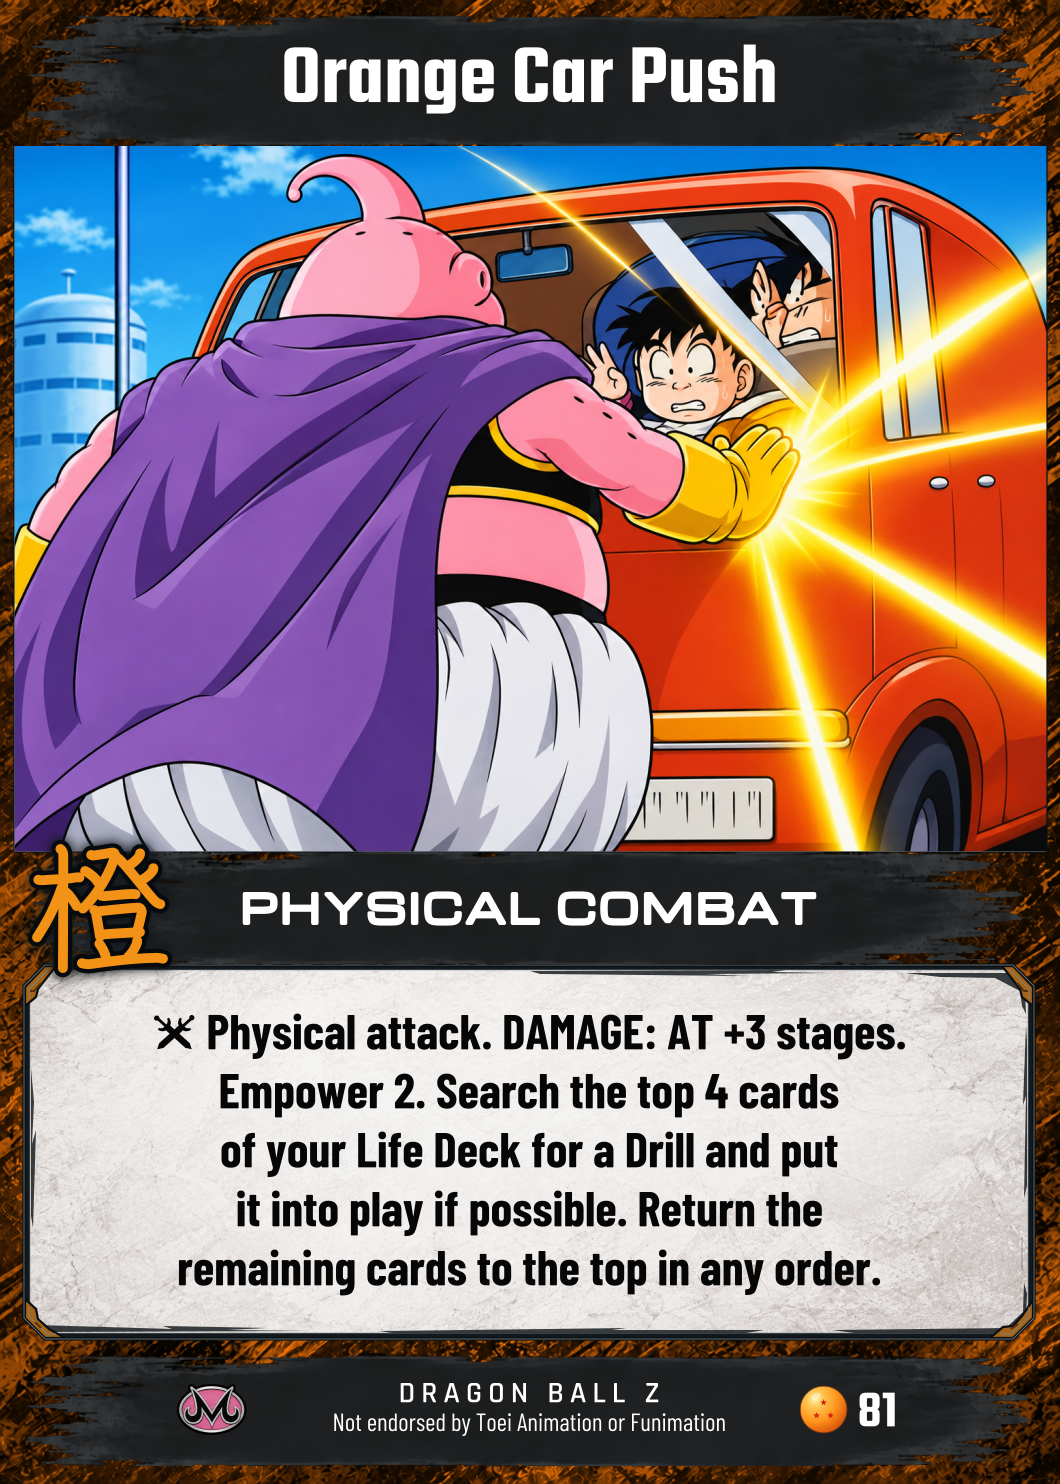 Orange Car Push
橙
PHYSICAL COMBAT
Physical attack. DAMAGE: AT +3 stages.
Empower 2. Search the top 4 cards
of your Life Deck for a Drill and put
it into play if possible. Return the
remaining cards to the top in any order.
DRAGON BALL Z
Not endorsed by Toei Animation or Funimation
81